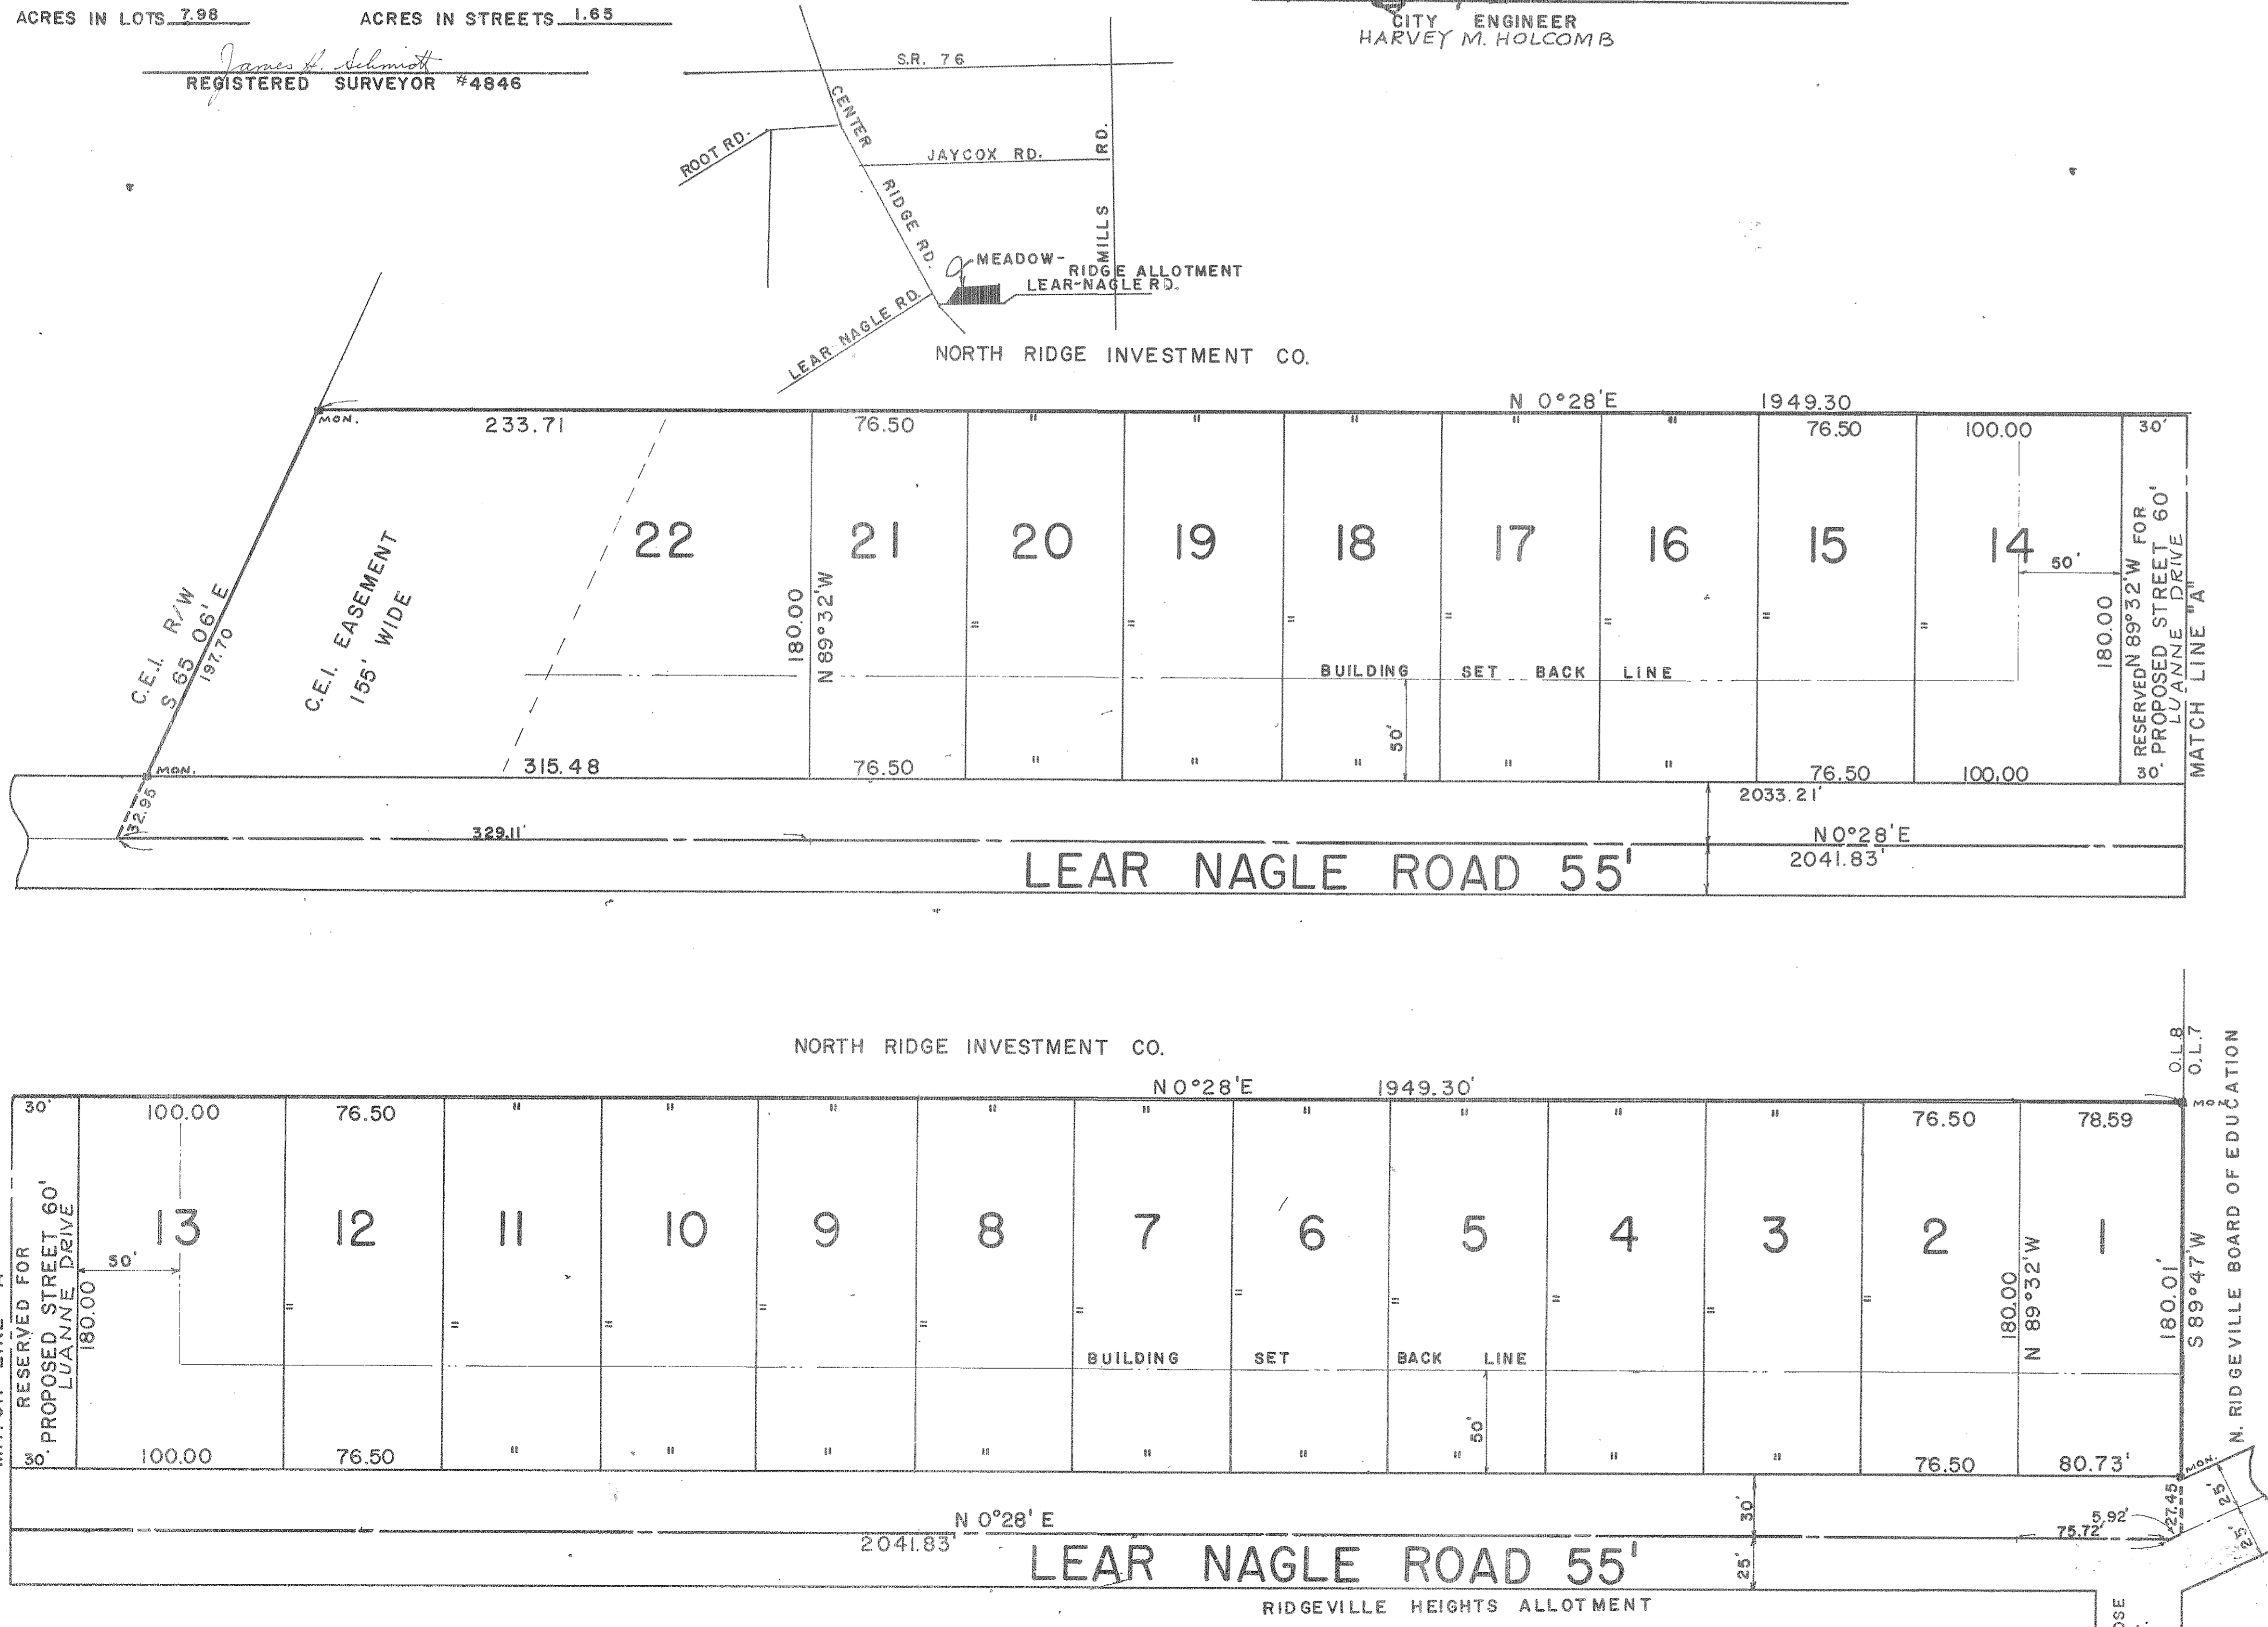 ACRES IN LOTS 7.98 ACRES IN STREETS 1.65
James H. Schmidt
REGISTERED SURVEYOR #4846
CITY ENGINEER
HARVEY M. HOLCOMB
S.R. 76
CENTER RIDGE RD.
ROOT RD.
JAYCOX RD.
MILLS RD.
MEADOW-
RIDGE ALLOTMENT
LEAR-NAGLE RD.
LEAR NAGLE RD.
NORTH RIDGE INVESTMENT CO.
N 0°28'E 1949.30
MON.
233.71 76.50 " " " " " 76.50 100.00 30'
22 21 20 19 18 17 16 15 14
50'
C.E.I. R/W
S 65 06' E
197.70
C.E.I. EASEMENT
155' WIDE
180.00
N 89°32'W
= = = = = = =
180.00
N 89°32'W
RESERVED FOR
PROPOSED STREET 60'
LUANNE DRIVE
MATCH LINE "A"
BUILDING SET BACK LINE
50'
MON.
315.48 76.50 " " " " " 76.50 100.00 30'
32.95
2033.21'
329.11'
N 0°28'E
LEAR NAGLE ROAD 55'
2041.83'
O.L.8
O.L.7
NORTH RIDGE INVESTMENT CO.
N 0°28'E 1949.30'
MON.
30' 100.00 76.50 " " " " " " " " " 76.50 78.59
13 12 11 10 9 8 7 6 5 4 3 2 1
50'
RESERVED FOR
PROPOSED STREET 60'
LUANNE DRIVE
180.00
= = = = = = = = = = =
180.00
N 89°32'W
180.01'
S 89°47'W
N. RIDGEVILLE BOARD OF EDUCATION
BUILDING SET BACK LINE
50'
30' 100.00 76.50 " " " " " " " " " 76.50 80.73'
MON.
27.45
25'
25'
30'
5.92'
75.72'
N 0°28' E
2041.83'
LEAR NAGLE ROAD 55'
25'
RIDGEVILLE HEIGHTS ALLOTMENT